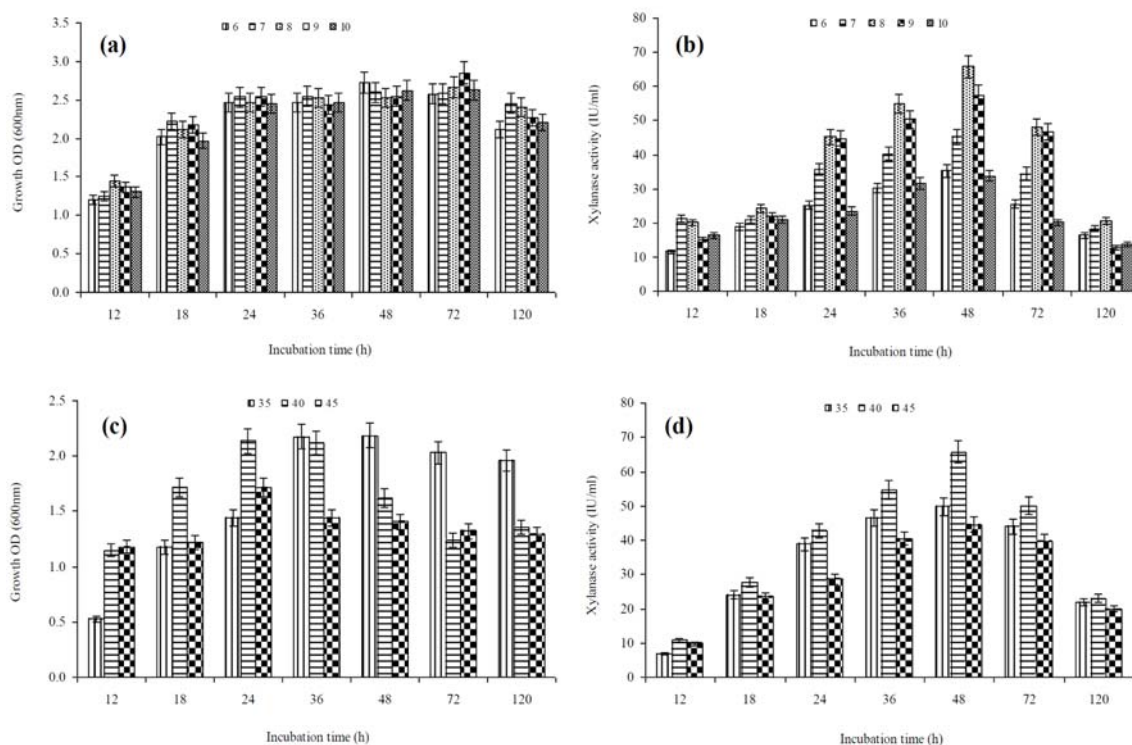 (a)
6 7 8 9 10
Growth OD (600nm)
3.5
3.0
2.5
2.0
1.5
1.0
0.5
0.0
12 18 24 36 48 72 120
Incubation time (h)
(b)
6 7 8 9 10
Xylanase activity (IU/ml)
80
70
60
50
40
30
20
10
0
12 18 24 36 48 72 120
Incubation time (h)
(c)
35 40 45
Growth OD (600nm)
2.5
2.0
1.5
1.0
0.5
0.0
12 18 24 36 48 72 120
Incubation time (h)
(d)
35 40 45
Xylanase activity (IU/ml)
80
70
60
50
40
30
20
10
0
12 18 24 36 48 72 120
Incubation time (h)